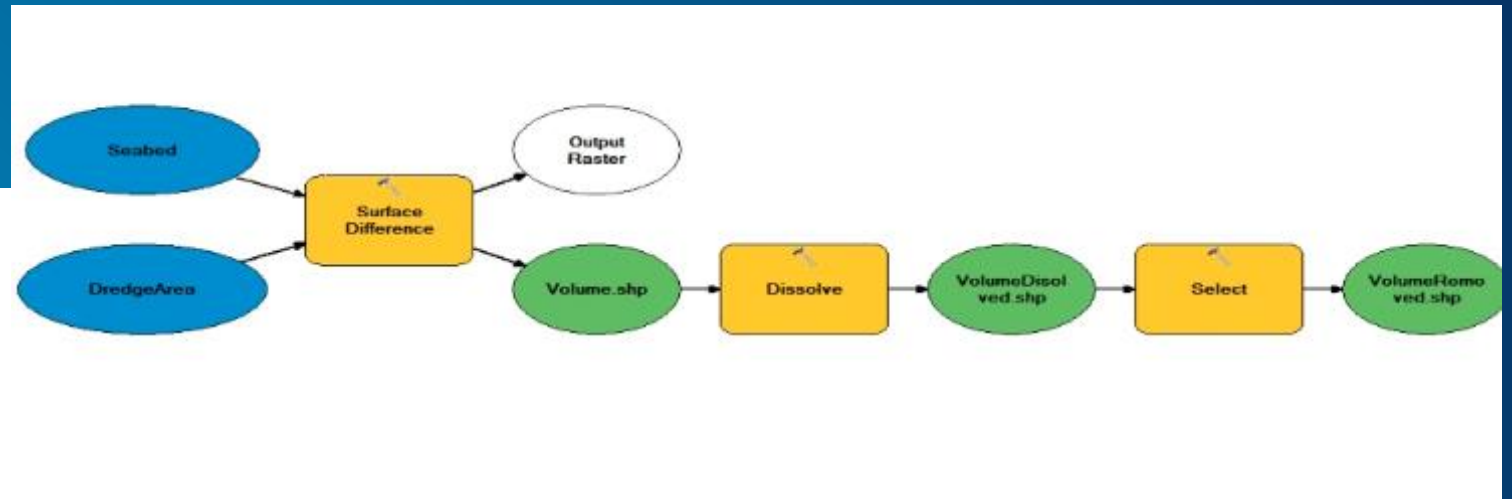 Seabed
Output
Raster
Surface
Difference
DredgeArea
Volume.shp
Dissolve
VolumeDisol
ved.shp
Select
VolumeRemo
ved.shp